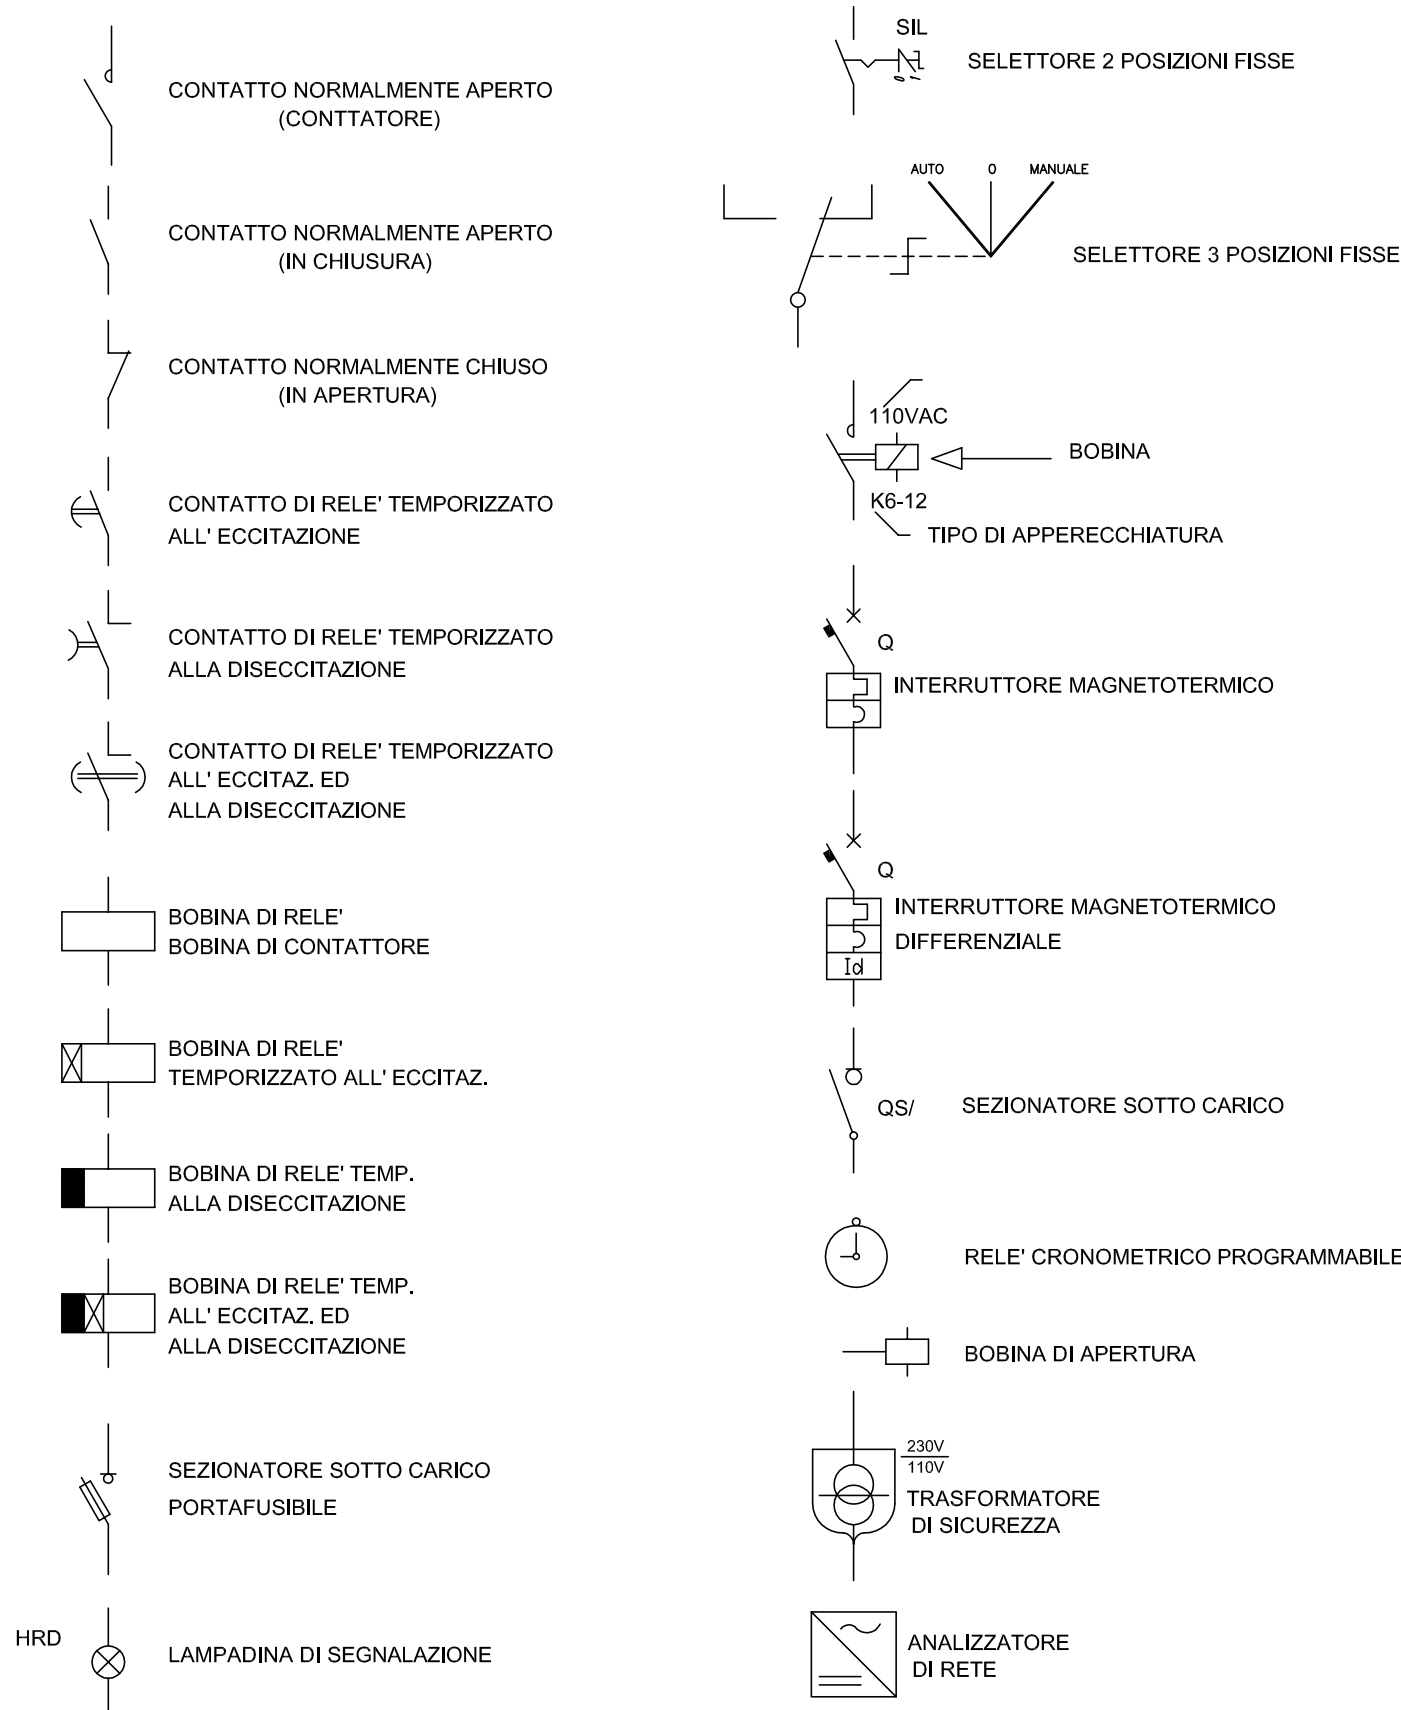 CONTATTO NORMALMENTE APERTO
(CONTTATORE)
CONTATTO NORMALMENTE APERTO
(IN CHIUSURA)
CONTATTO NORMALMENTE CHIUSO
(IN APERTURA)
CONTATTO DI RELE' TEMPORIZZATO
ALL' ECCITAZIONE
CONTATTO DI RELE' TEMPORIZZATO
ALLA DISECCITAZIONE
CONTATTO DI RELE' TEMPORIZZATO
ALL' ECCITAZ. ED
ALLA DISECCITAZIONE
BOBINA DI RELE'
BOBINA DI CONTATTORE
BOBINA DI RELE'
TEMPORIZZATO ALL' ECCITAZ.
BOBINA DI RELE' TEMP.
ALLA DISECCITAZIONE
BOBINA DI RELE' TEMP.
ALL' ECCITAZ. ED
ALLA DISECCITAZIONE
SEZIONATORE SOTTO CARICO
PORTAFUSIBILE
HRD
LAMPADINA DI SEGNALAZIONE
SIL
0 1
SELETTORE 2 POSIZIONI FISSE
AUTO 0 MANUALE
SELETTORE 3 POSIZIONI FISSE
110VAC
BOBINA
K6-12
TIPO DI APPERECCHIATURA
Q
INTERRUTTORE MAGNETOTERMICO
Q
INTERRUTTORE MAGNETOTERMICO
DIFFERENZIALE
Id
QS/
SEZIONATORE SOTTO CARICO
RELE' CRONOMETRICO PROGRAMMABILE
BOBINA DI APERTURA
230V
110V
TRASFORMATORE
DI SICUREZZA
ANALIZZATORE
DI RETE